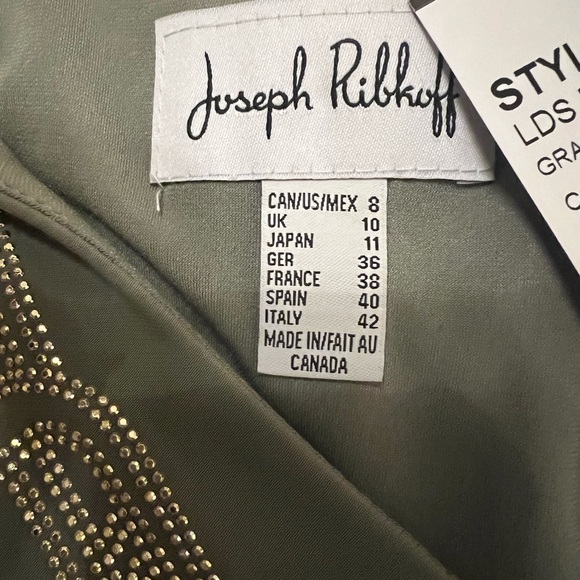 Joseph Ribkoff
CAN/US/MEX 8
UK 10
JAPAN 11
GER 36
FRANCE 38
SPAIN 40
ITALY 42
MADE IN/FAIT AU
CANADA
STYL
LDS
GRA